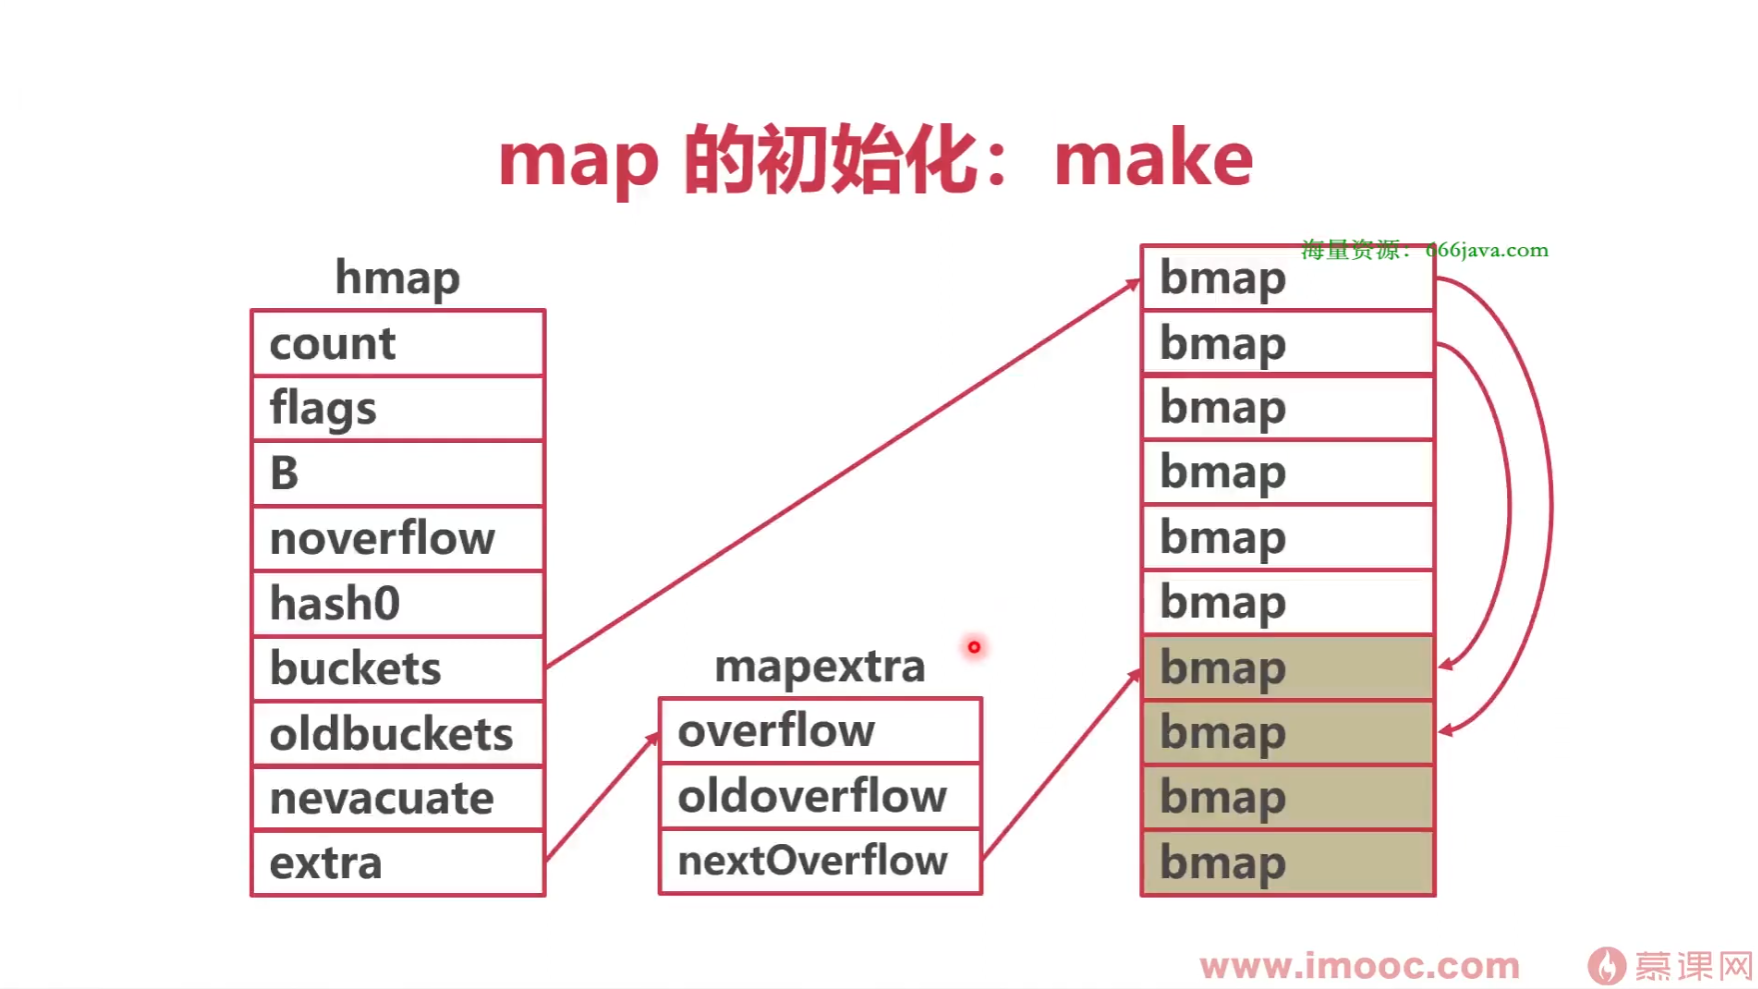 map 的初始化：make
海量资源：666java.com
hmap
count
flags
B
noverflow
hash0
buckets
oldbuckets
nevacuate
extra
mapextra
overflow
oldoverflow
nextOverflow
bmap
bmap
bmap
bmap
bmap
bmap
bmap
bmap
bmap
bmap
www.imooc.com
慕课网